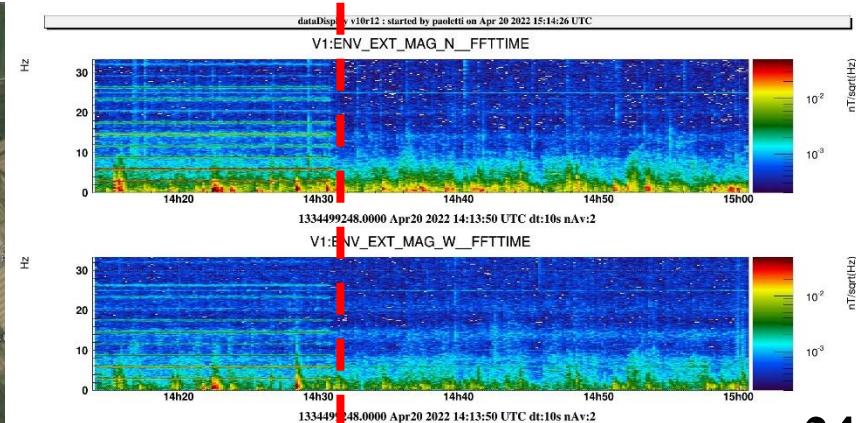 dataDisplay v10r12 : started by paoletti on Apr 20 2022 15:14:26 UTC
V1:ENV_EXT_MAG_N__FFTTIME
Hz
30
20
10
0
14h20 14h30 14h40 14h50 15h00
10-2
10-3
nT/sqrt(Hz)
1334499248.0000 Apr20 2022 14:13:50 UTC dt:10s nAv:2
V1:ENV_EXT_MAG_W__FFTTIME
Hz
30
20
10
0
14h20 14h30 14h40 14h50 15h00
10-2
10-3
nT/sqrt(Hz)
1334499248.0000 Apr20 2022 14:13:50 UTC dt:10s nAv:2